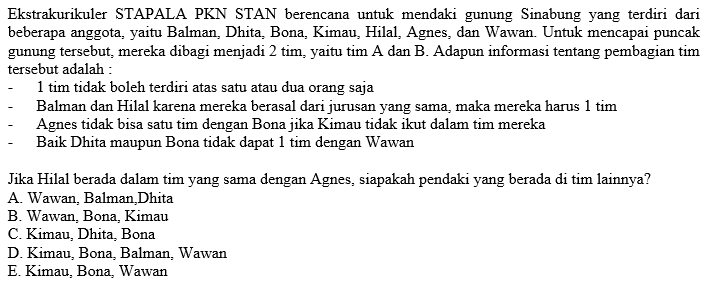 Ekstrakurikuler STAPALA PKN STAN berencana untuk mendaki gunung Sinabung yang terdiri dari
beberapa anggota, yaitu Balman, Dhita, Bona, Kimau, Hilal, Agnes, dan Wawan. Untuk mencapai puncak
gunung tersebut, mereka dibagi menjadi 2 tim, yaitu tim A dan B. Adapun informasi tentang pembagian tim
tersebut adalah :
- 1 tim tidak boleh terdiri atas satu atau dua orang saja
- Balman dan Hilal karena mereka berasal dari jurusan yang sama, maka mereka harus 1 tim
- Agnes tidak bisa satu tim dengan Bona jika Kimau tidak ikut dalam tim mereka
- Baik Dhita maupun Bona tidak dapat 1 tim dengan Wawan
Jika Hilal berada dalam tim yang sama dengan Agnes, siapakah pendaki yang berada di tim lainnya?
A. Wawan, Balman,Dhita
B. Wawan, Bona, Kimau
C. Kimau, Dhita, Bona
D. Kimau, Bona, Balman, Wawan
E. Kimau, Bona, Wawan